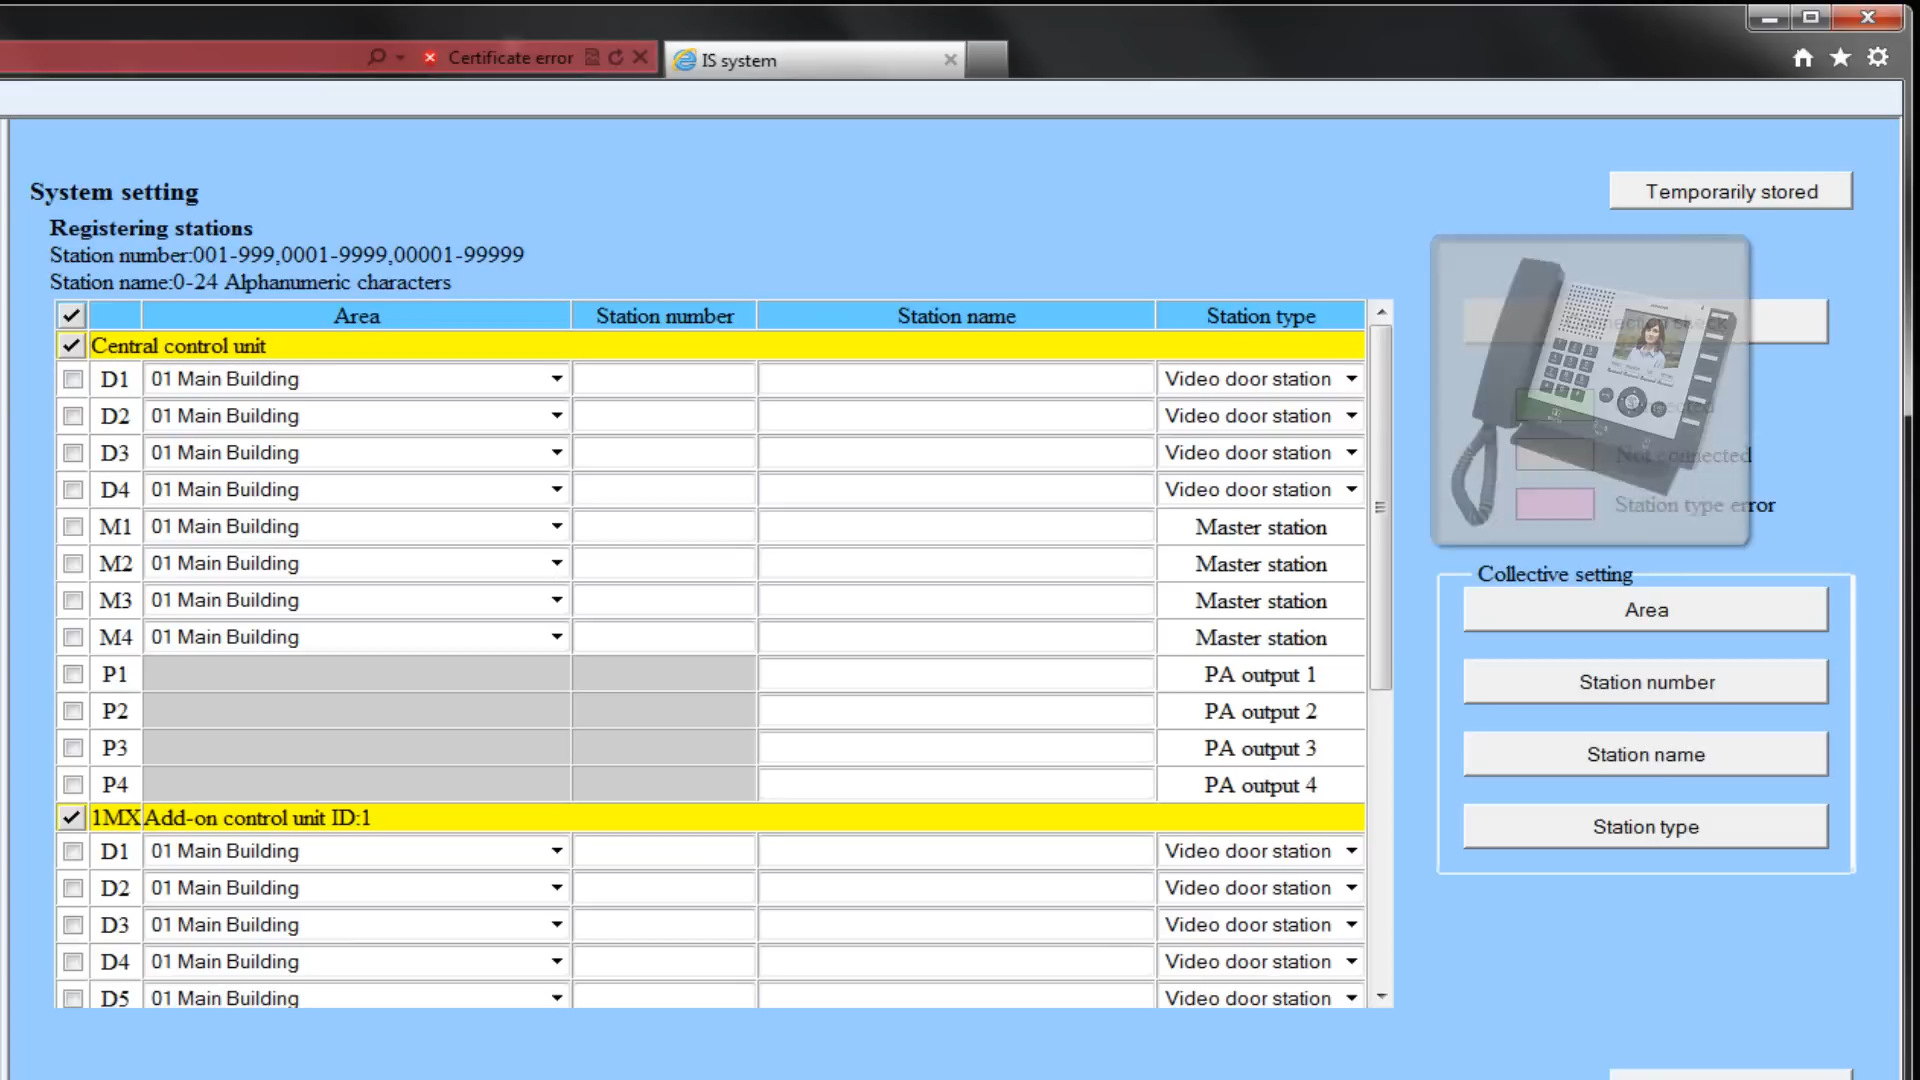 Certificate error
IS system
System setting
Temporarily stored
Registering stations
Station number:001-999,0001-9999,00001-99999
Station name:0-24 Alphanumeric characters
Area Station number Station name Station type
Central control unit
D1 01 Main Building Video door station
D2 01 Main Building Video door station
D3 01 Main Building Video door station
D4 01 Main Building Video door station
M1 01 Main Building Master station
M2 01 Main Building Master station
M3 01 Main Building Master station
M4 01 Main Building Master station
P1 PA output 1
P2 PA output 2
P3 PA output 3
P4 PA output 4
1MX Add-on control unit ID:1
D1 01 Main Building Video door station
D2 01 Main Building Video door station
D3 01 Main Building Video door station
D4 01 Main Building Video door station
D5 01 Main Building Video door station
Not connected
Station type error
Collective setting
Area
Station number
Station name
Station type